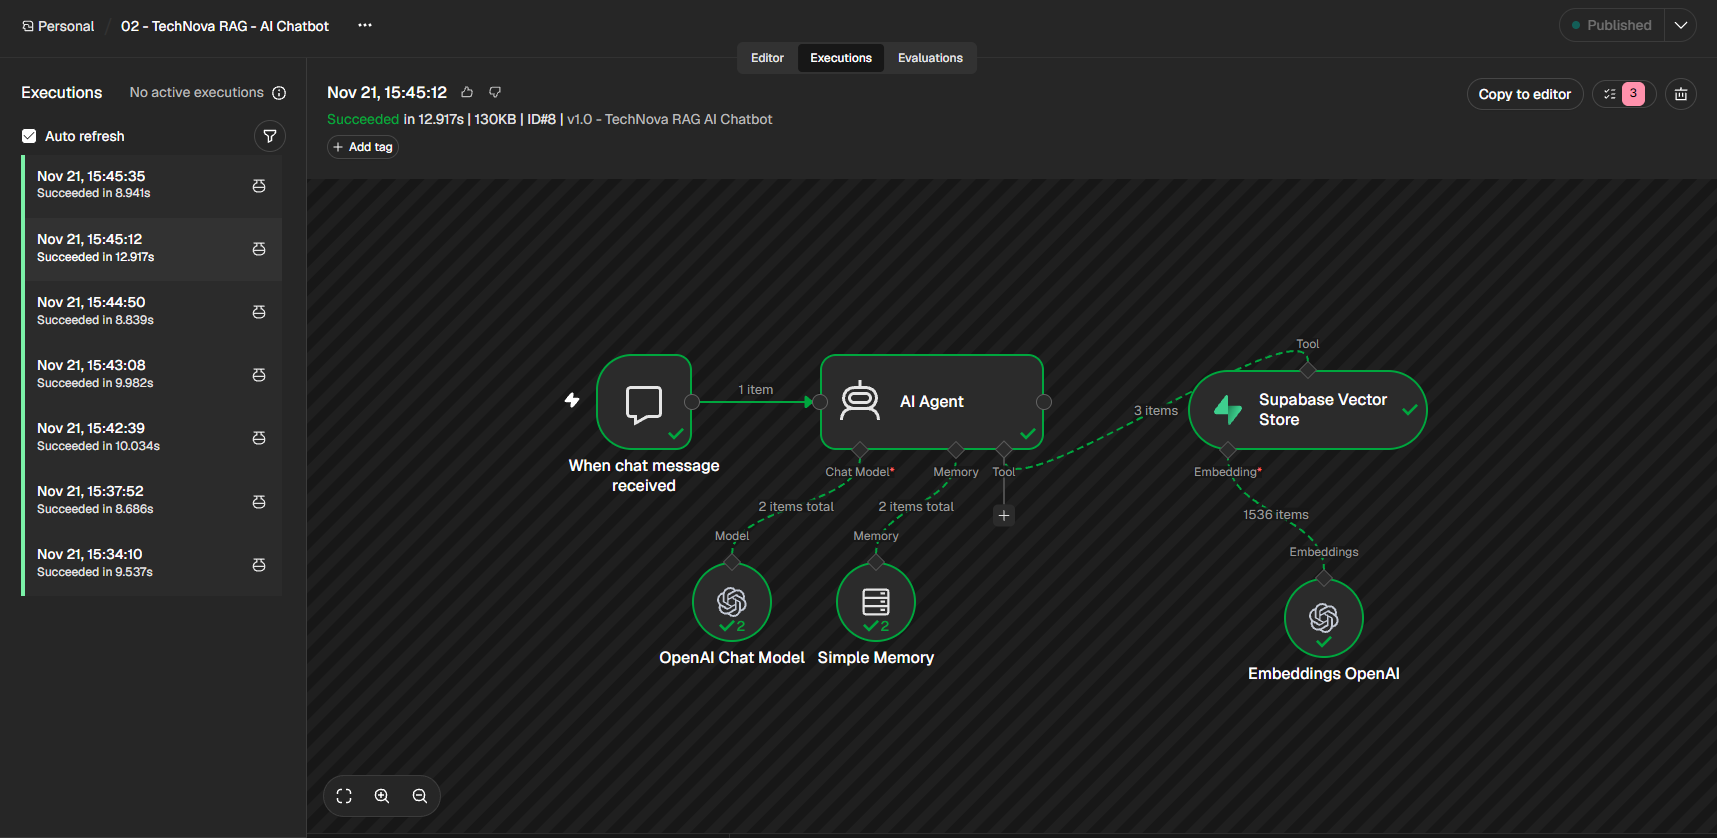 Personal / 02 - TechNova RAG - AI Chatbot ...
Published
Editor Executions Evaluations
Executions No active executions
Auto refresh
Nov 21, 15:45:35
Succeeded in 8.941s
Nov 21, 15:45:12
Succeeded in 12.917s
Nov 21, 15:44:50
Succeeded in 8.839s
Nov 21, 15:43:08
Succeeded in 9.982s
Nov 21, 15:42:39
Succeeded in 10.034s
Nov 21, 15:37:52
Succeeded in 8.686s
Nov 21, 15:34:10
Succeeded in 9.537s
Nov 21, 15:45:12
Succeeded in 12.917s | 130KB | ID#8 | v1.0 - TechNova RAG AI Chatbot
+ Add tag
Copy to editor
3
Tool
1 item
AI Agent
3 items
Supabase Vector
Store
When chat message
received
Chat Model*
Memory
Tool
Embedding*
2 items total
2 items total
+
1536 items
Model
Memory
Embeddings
2
2
OpenAI Chat Model
Simple Memory
Embeddings OpenAI